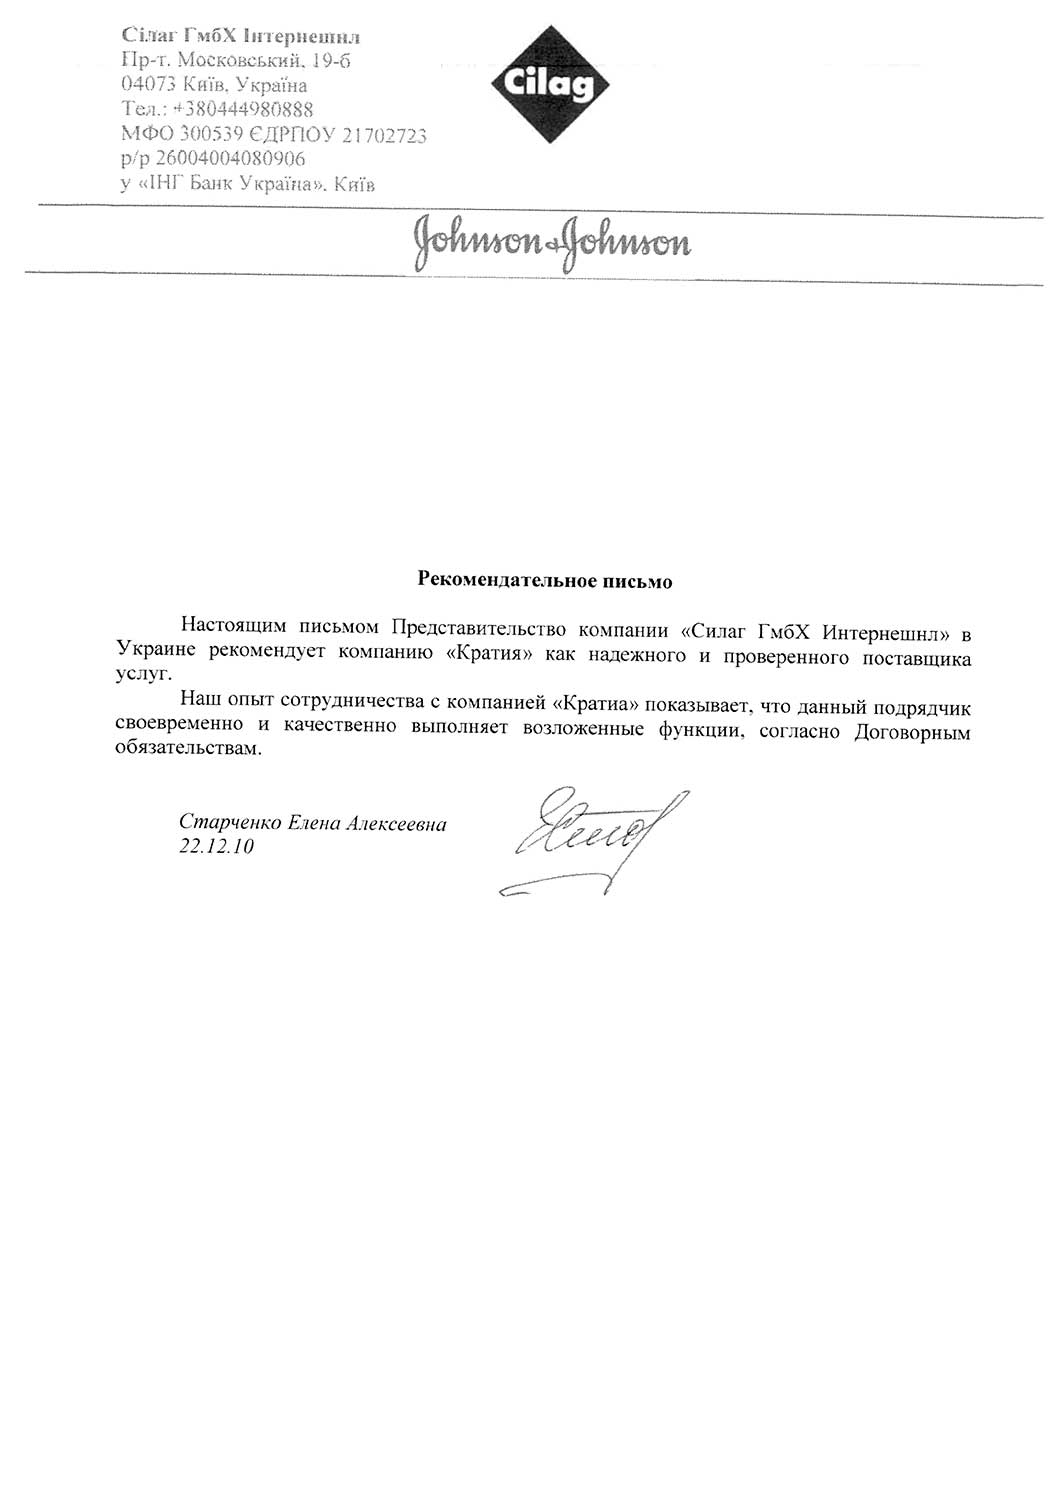 Сілаг ГмбХ Інтернешнл
Пр-т. Московський, 19-б
04073 Київ, Україна
Тел.: +380444980888
МФО 300539 ЄДРПОУ 21702723
р/р 26004004080906
у «ІНГ Банк Україна», Київ
Cilag
Johnson & Johnson
Рекомендательное письмо
Настоящим письмом Представительство компании «Силаг ГмбХ Интернешнл» в
Украине рекомендует компанию «Кратия» как надежного и проверенного поставщика
услуг.
Наш опыт сотрудничества с компанией «Кратиа» показывает, что данный подрядчик
своевременно и качественно выполняет возложенные функции, согласно Договорным
обязательствам.
Старченко Елена Алексеевна
22.12.10